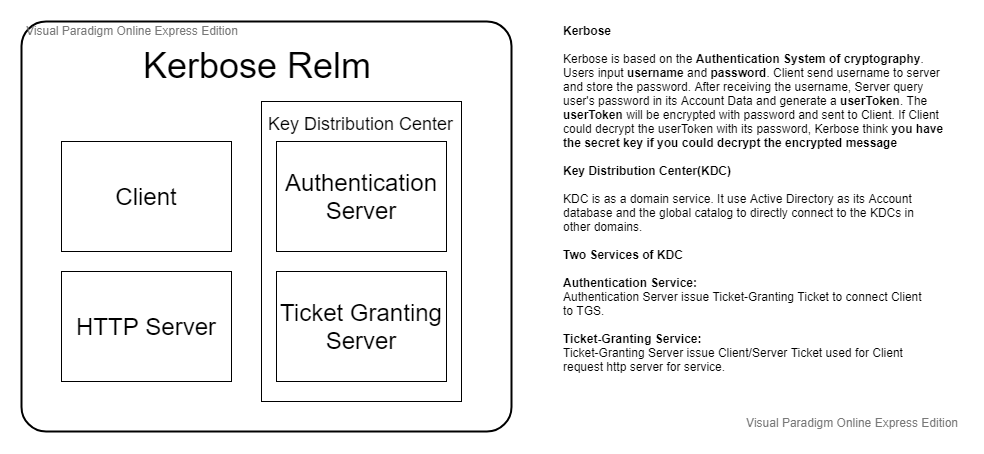 Visual Paradigm Online Express Edition
Kerbose Relm
Key Distribution Center
Client
Authentication
Server
HTTP Server
Ticket Granting
Server
Kerbose
Kerbose is based on the Authentication System of cryptography.
Users input username and password. Client send username to server
and store the password. After receiving the username, Server query
user's password in its Account Data and generate a userToken. The
userToken will be encrypted with password and sent to Client. If Client
could decrypt the userToken with its password, Kerbose think you have
the secret key if you could decrypt the encrypted message
Key Distribution Center(KDC)
KDC is as a domain service. It use Active Directory as its Account
database and the global catalog to directly connect to the KDCs in
other domains.
Two Services of KDC
Authentication Service:
Authentication Server issue Ticket-Granting Ticket to connect Client
to TGS.
Ticket-Granting Service:
Ticket-Granting Server issue Client/Server Ticket used for Client
request http server for service.
Visual Paradigm Online Express Edition